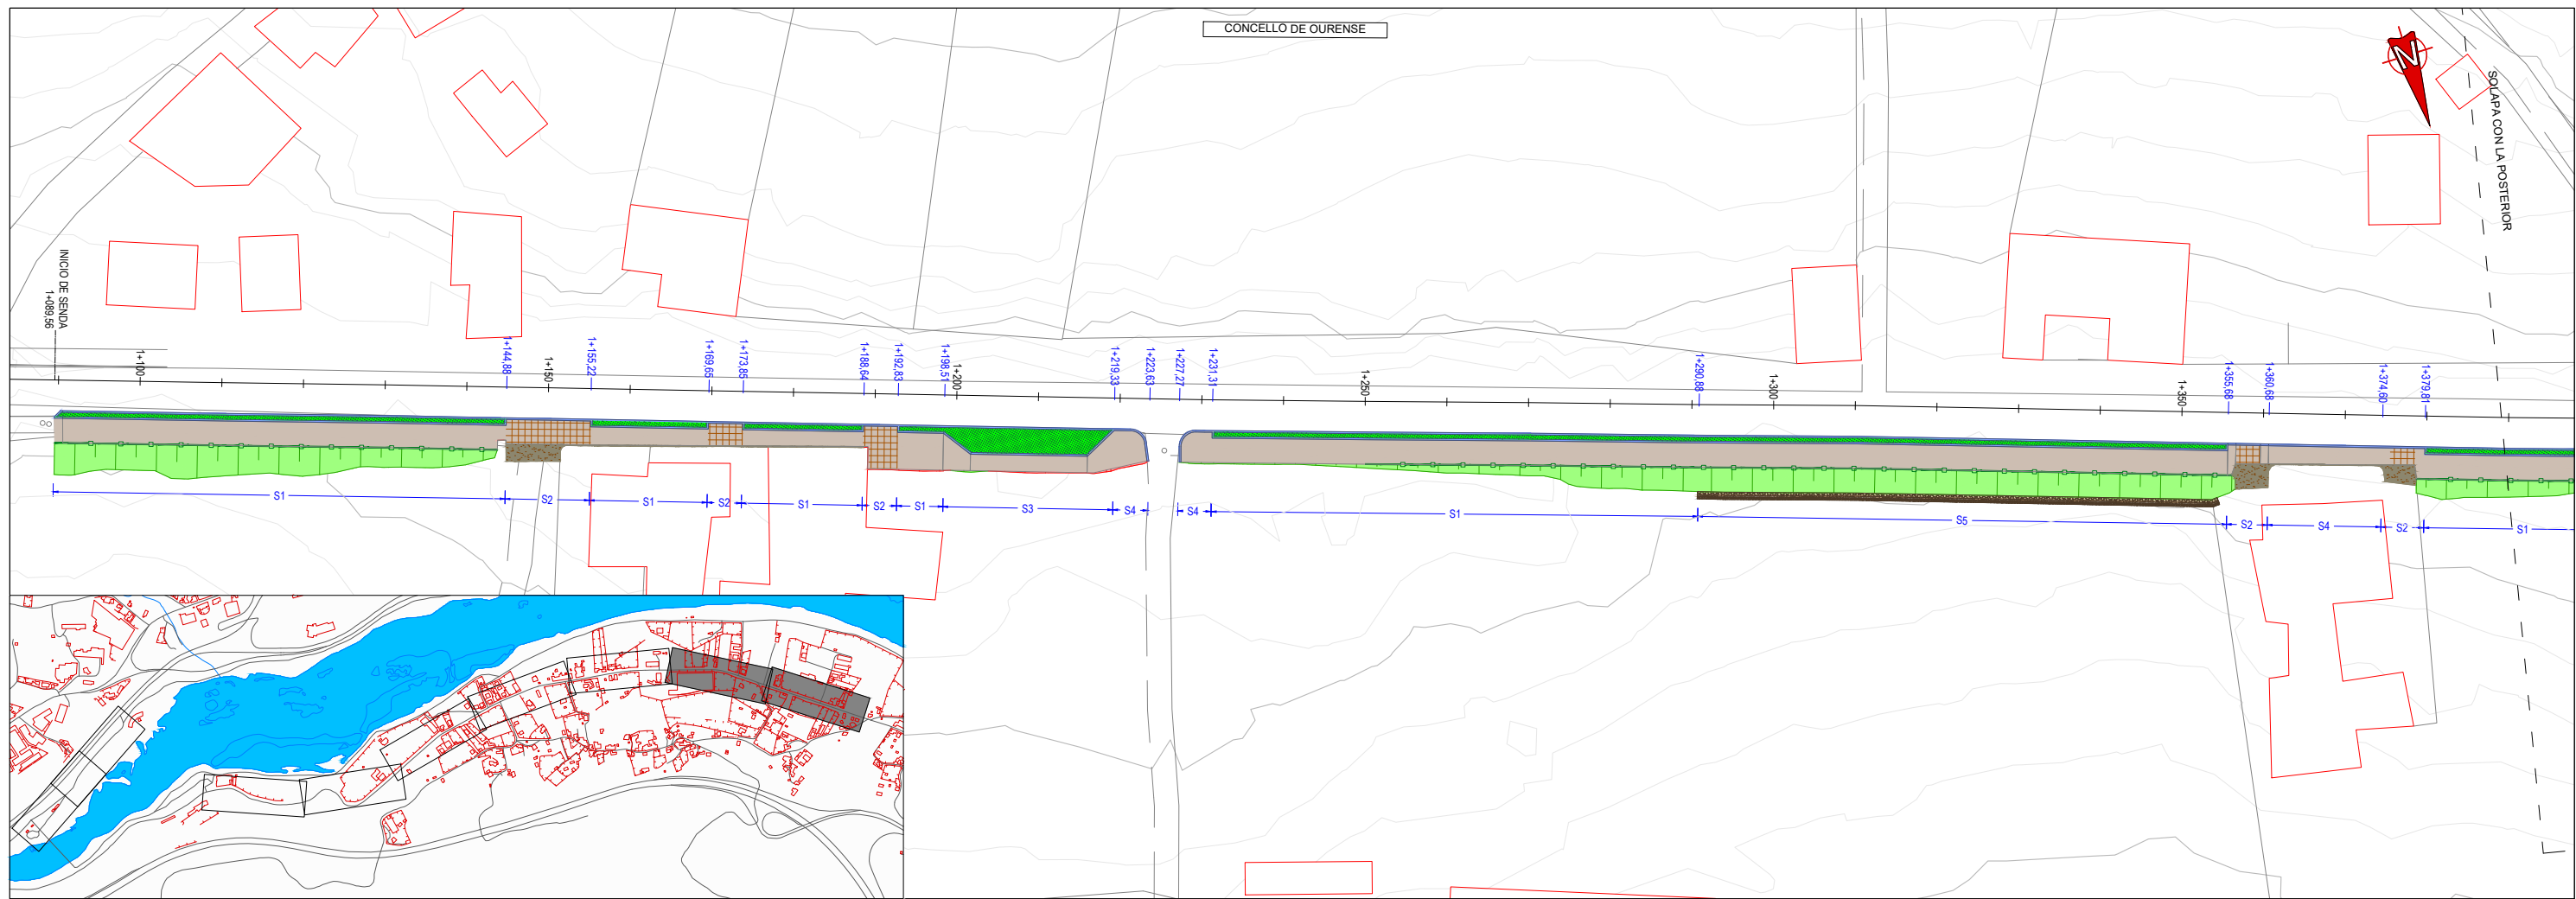 CONCELLO DE OURENSE
N
SOLAPA CON LA POSTERIOR
INICIO DE SENDA
1+089,56
1+100
1+144,88
1+150
1+155,22
1+169,65
1+173,85
1+188,64
1+192,83
1+198,51
1+200
1+219,33
1+223,63
1+227,27
1+231,31
1+250
1+290,88
1+300
1+350
1+355,68
1+360,68
1+374,60
1+379,81
S1
S2
S1
S2
S1
S2
S1
S3
S4
S4
S1
S5
S2
S4
S2
S1